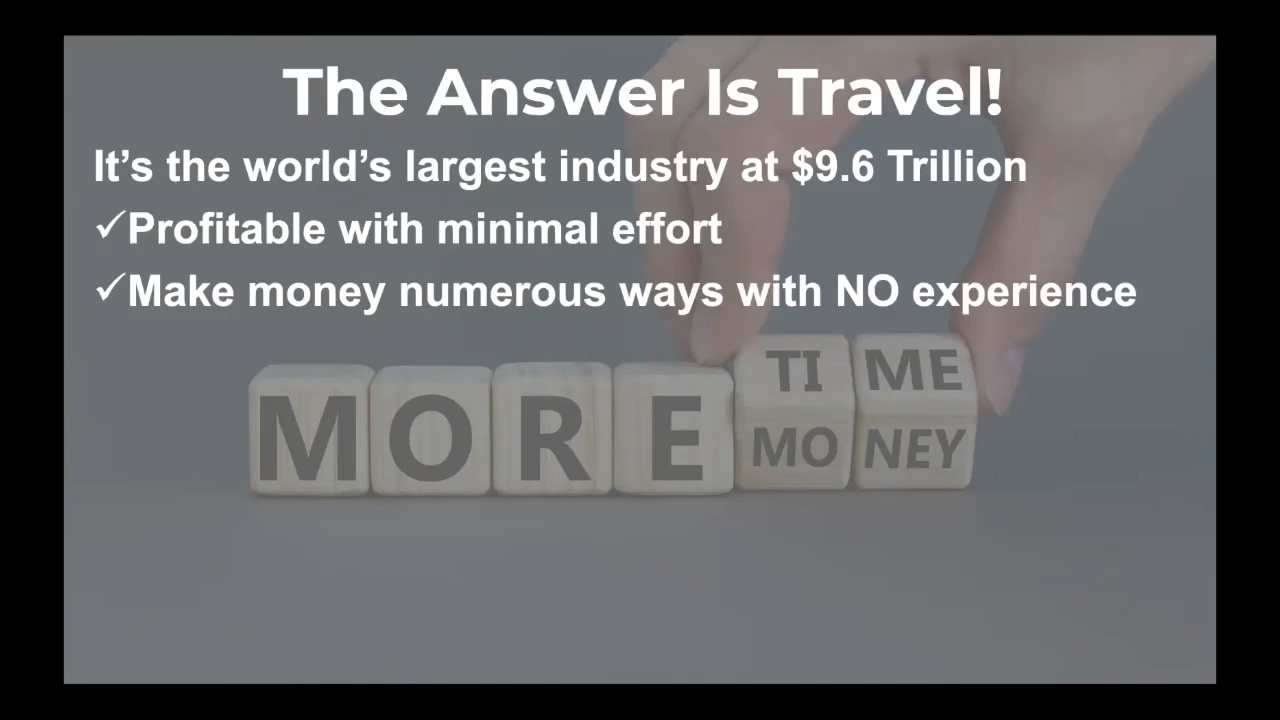 The Answer Is Travel!
It’s the world’s largest industry at $9.6 Trillion
✓Profitable with minimal effort
✓Make money numerous ways with NO experience
TI ME
MORE MO NEY